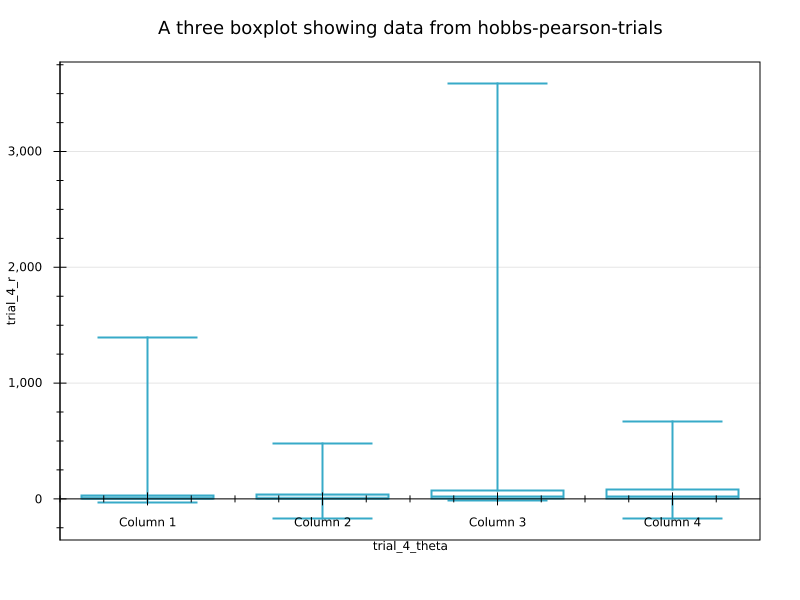 A three boxplot showing data from hobbs-pearson-trials
trial_4_r
3,000
2,000
1,000
0
Column 1
Column 2
Column 3
Column 4
trial_4_theta